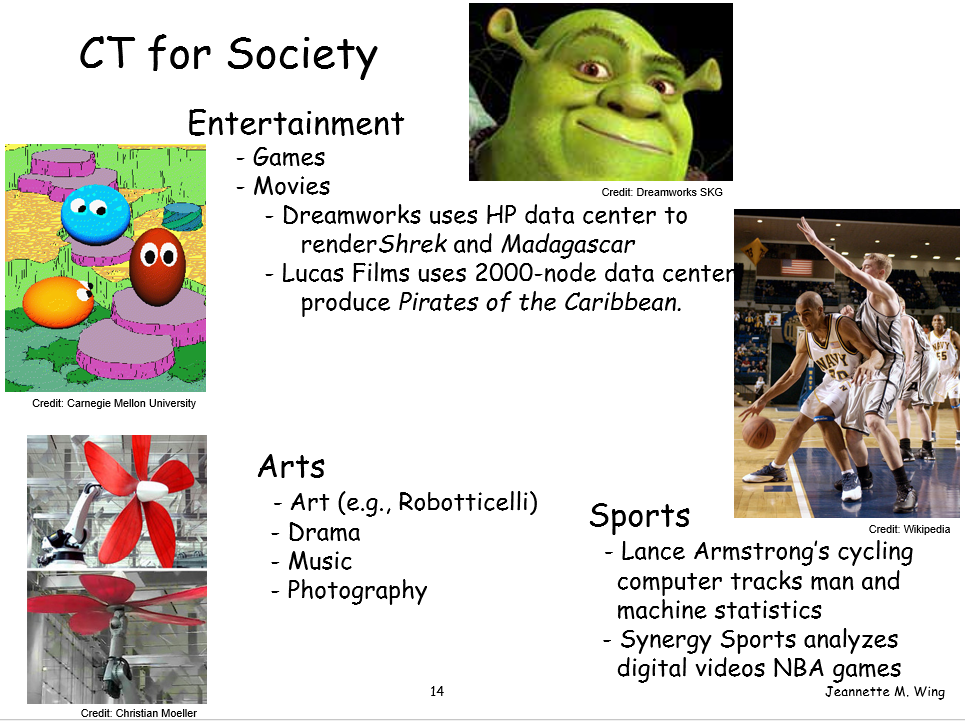 CT for Society
Entertainment
- Games
- Movies
- Dreamworks uses HP data center to
renderShrek and Madagascar
- Lucas Films uses 2000-node data center
produce Pirates of the Caribbean.
Credit: Dreamworks SKG
Credit: Carnegie Mellon University
NAVY
NAVY
55
Credit: Wikipedia
Arts
- Art (e.g., Robotticelli)
- Drama
- Music
- Photography
Sports
- Lance Armstrong's cycling
computer tracks man and
machine statistics
- Synergy Sports analyzes
digital videos NBA games
Credit: Christian Moeller
14
Jeannette M. Wing